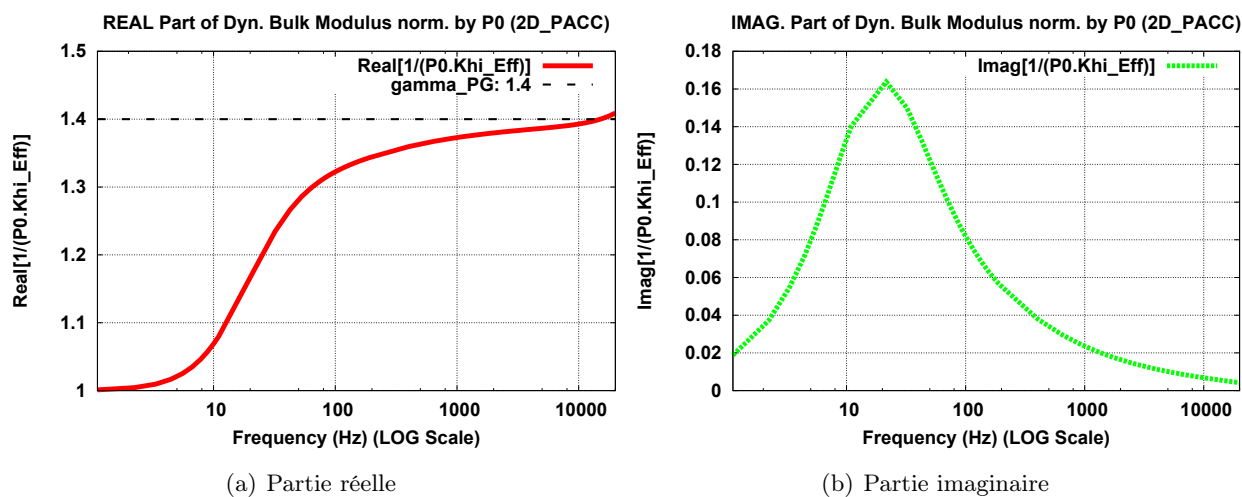 REAL Part of Dyn. Bulk Modulus norm. by P0 (2D_PACC)
1.5
1.4
1.3
1.2
1.1
1
Real[1/(P0.Khi_Eff)]
Real[1/(P0.Khi_Eff)]
gamma_PG: 1.4
10 100 1000 10000
Frequency (Hz) (LOG Scale)
(a) Partie réelle
IMAG. Part of Dyn. Bulk Modulus norm. by P0 (2D_PACC)
0.18
0.16
0.14
0.12
0.1
0.08
0.06
0.04
0.02
0
Imag[1/(P0.Khi_Eff)]
Imag[1/(P0.Khi_Eff)]
10 100 1000 10000
Frequency (Hz) (LOG Scale)
(b) Partie imaginaire